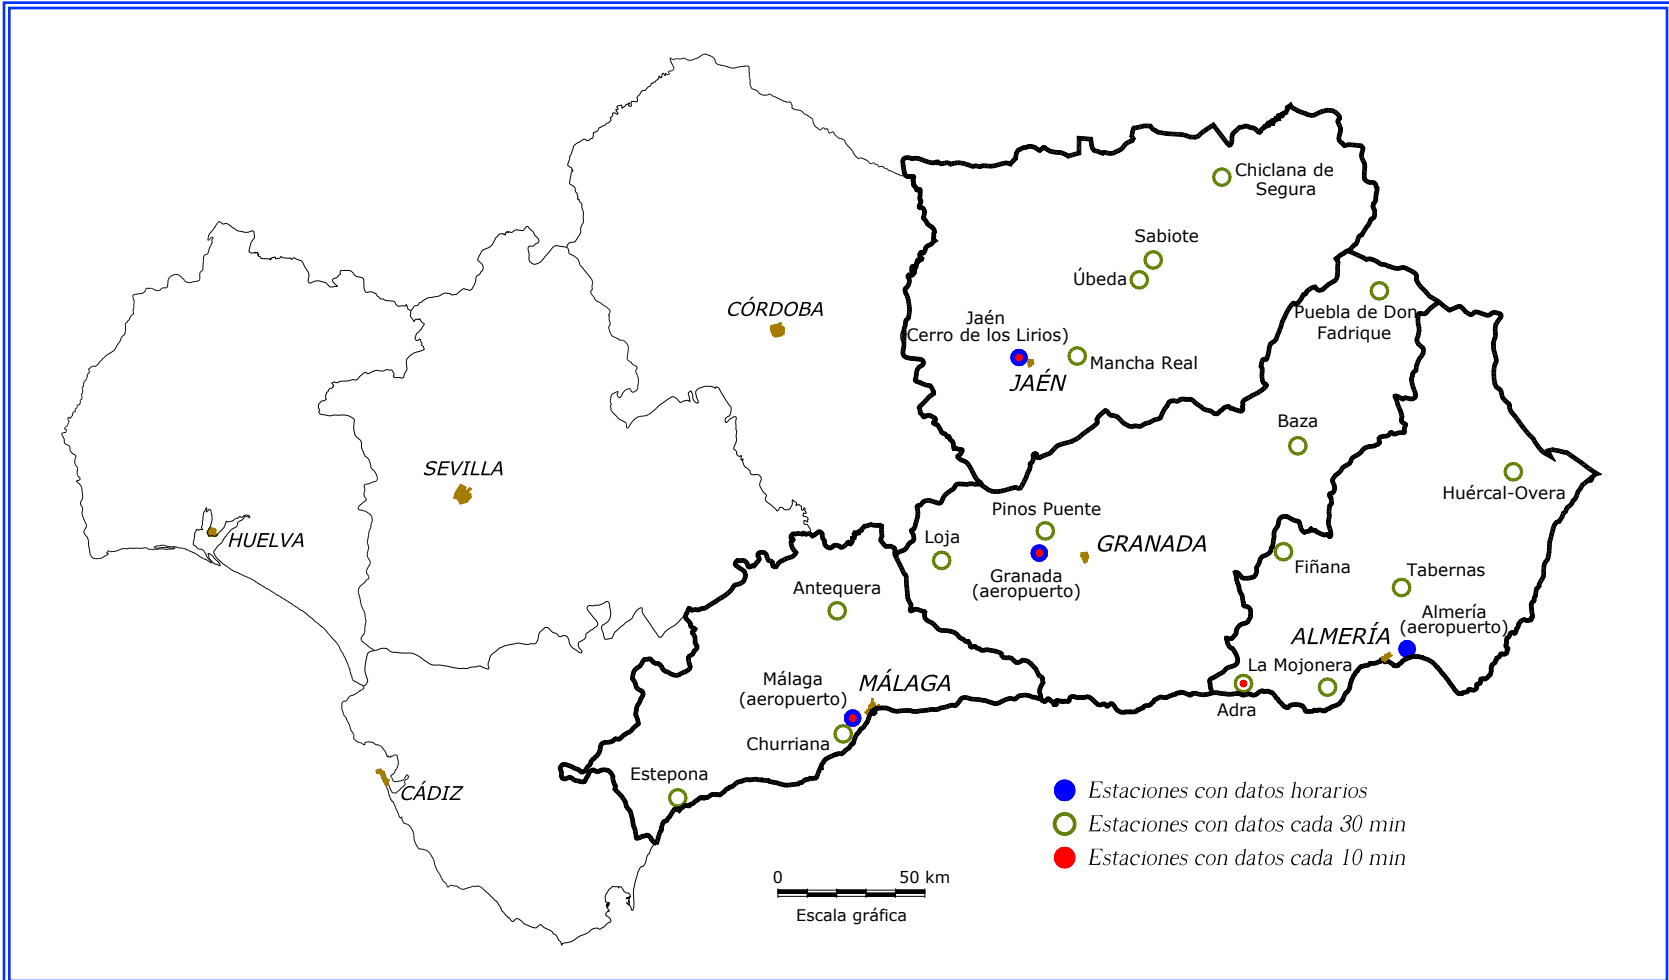 Chiclana de
Segura
Sabiote
Úbeda
CÓRDOBA
Jaén
(Cerro de los Lirios)
Mancha Real
JAÉN
Puebla de Don
Fadrique
Baza
SEVILLA
Huércal-Overa
HUELVA
Pinos Puente
Loja
GRANADA
Granada
(aeropuerto)
Fiñana
Tabernas
Antequera
Almería
(aeropuerto)
ALMERÍA
La Mojonera
Adra
Málaga
(aeropuerto)
MÁLAGA
Churriana
Estepona
CÁDIZ
Estaciones con datos horarios
Estaciones con datos cada 30 min
Estaciones con datos cada 10 min
0 50 km
Escala gráfica